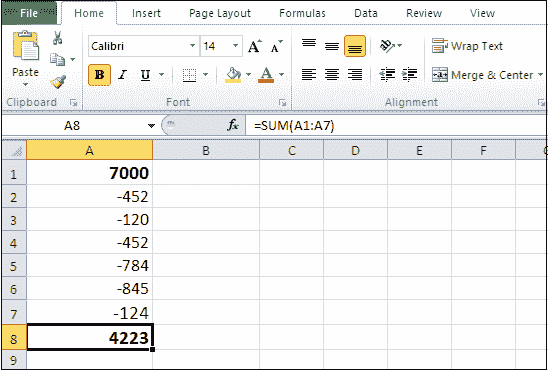 File Home Insert Page Layout Formulas Data Review View
Calibri 14 A A Wrap Text
Paste B I U A Merge & Center
Clipboard Font Alignment
A8 fx =SUM(A1:A7)
A B C D E F
1 7000
2 -452
3 -120
4 -452
5 -784
6 -845
7 -124
8 4223
9